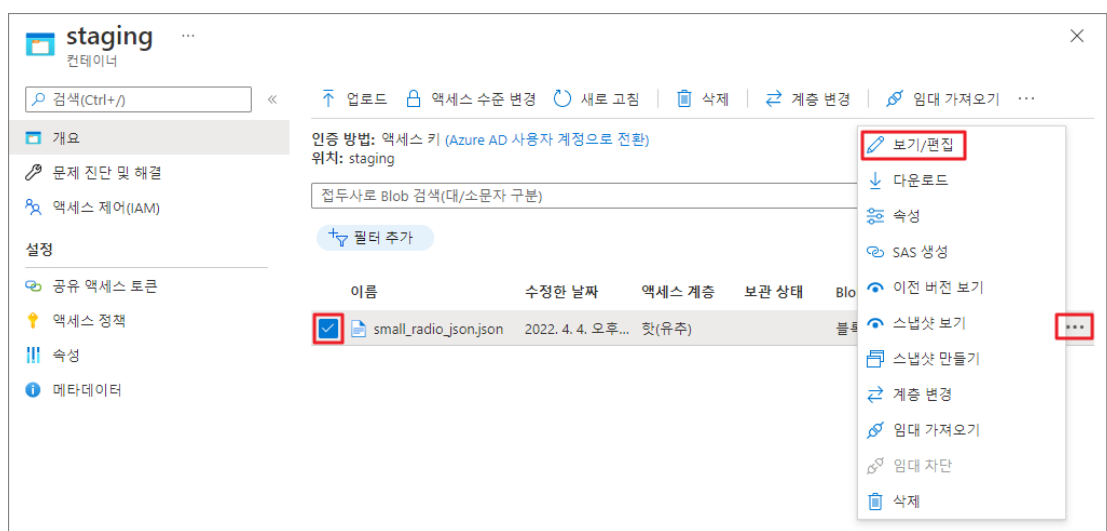 staging ...
컨테이너
검색(Ctrl+/) «
업로드 액세스 수준 변경 새로 고침 삭제 계층 변경 임대 가져오기 ...
개요
문제 진단 및 해결
액세스 제어(IAM)
설정
공유 액세스 토큰
액세스 정책
속성
메타데이터
인증 방법: 액세스 키 (Azure AD 사용자 계정으로 전환)
위치: staging
접두사로 Blob 검색(대/소문자 구분)
필터 추가
이름 수정한 날짜 액세스 계층 보관 상태 Blo
small_radio_json.json 2022. 4. 4. 오후... 핫(유추)
보기/편집
다운로드
속성
SAS 생성
이전 버전 보기
스냅샷 보기
스냅샷 만들기
계층 변경
임대 가져오기
임대 차단
삭제